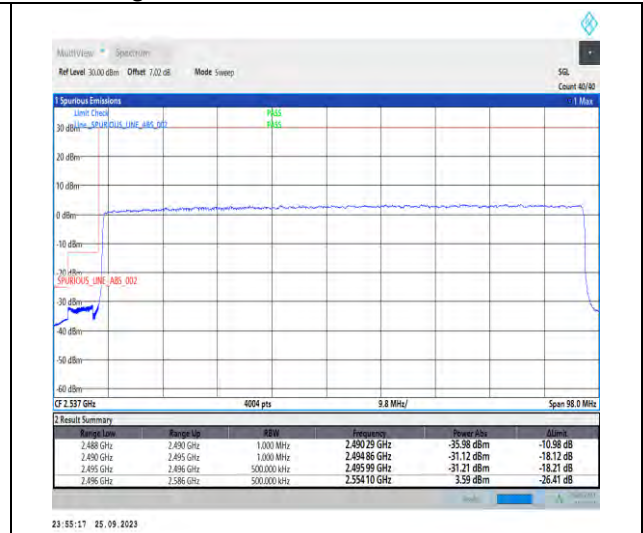 MultiView Spectrum
Ref Level 30.00 dBm Offset 7.02 dB Mode Sweep SGL
Count 40/40
1 Spurious Emissions 1 Max
Limit Check PASS
Line _SPURIOUS_LINE_ABS_002 PASS
30 dBm
20 dBm
10 dBm
0 dBm
-10 dBm
-20 dBm
SPURIOUS_LINE_ABS_002
-30 dBm
-40 dBm
-50 dBm
-60 dBm
CF 2.537 GHz 4004 pts 9.8 MHz/ Span 98.0 MHz
2 Result Summary
Range Low Range Up RBW Frequency Power Abs ΔLimit
2.488 GHz 2.490 GHz 1.000 MHz 2.490 29 GHz -35.98 dBm -10.98 dB
2.490 GHz 2.495 GHz 1.000 MHz 2.494 86 GHz -31.12 dBm -18.12 dB
2.495 GHz 2.496 GHz 500.000 kHz 2.495 99 GHz -31.21 dBm -18.21 dB
2.496 GHz 2.586 GHz 500.000 kHz 2.554 10 GHz 3.59 dBm -26.41 dB
23:55:17 25.09.2023